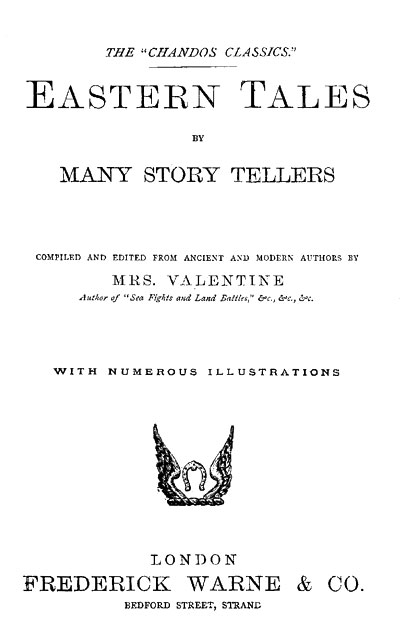 THE "CHANDOS CLASSICS."
EASTERN TALES
BY
MANY STORY TELLERS
COMPILED AND EDITED FROM ANCIENT AND MODERN AUTHORS BY
MRS. VALENTINE
Author of "Sea Fights and Land Battles," &c., &c., &c.
WITH NUMEROUS ILLUSTRATIONS
LONDON
FREDERICK WARNE & CO.
BEDFORD STREET, STRAND